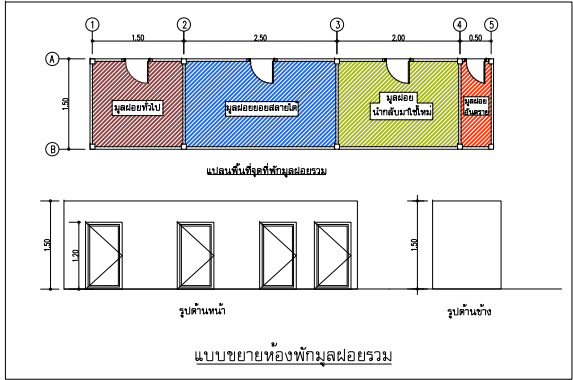 1 2 3 4 5
1.50 2.50 2.00 0.50
A
1.50
B
มูลฝอยทั่วไป
มูลฝอยย่อยสลายได้
มูลฝอย
นำกลับมาใช้ใหม่
มูลฝอย
อันตราย
แปลนพื้นที่จุดที่พักมูลฝอยรวม
1.50
1.20
1.50
รูปด้านหน้า
รูปด้านข้าง
แบบขยายห้องพักมูลฝอยรวม